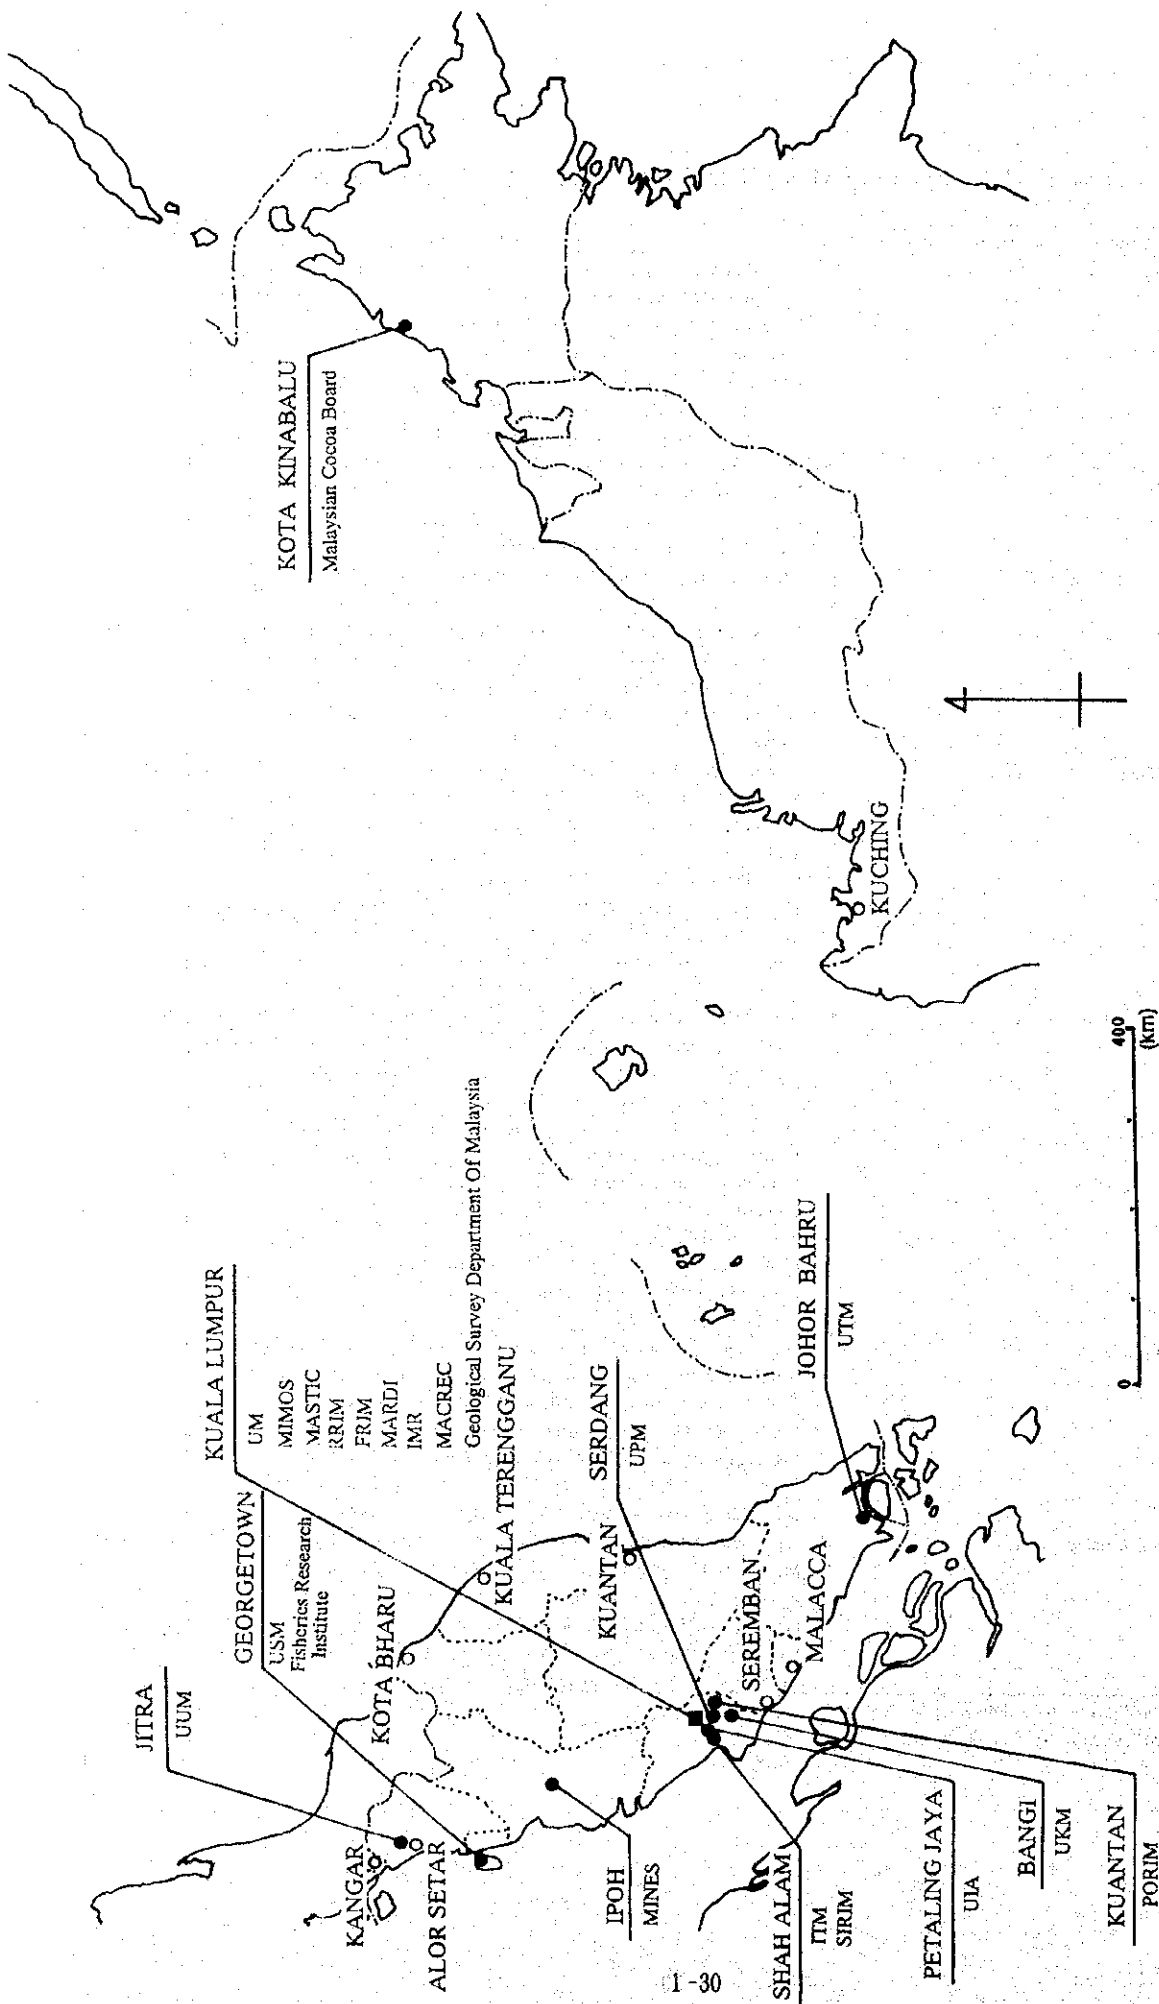 JITRA
UUM
GEORGETOWN
USM
Fisheries Research
Institute
KUALA LUMPUR
UM
MIMOS
MASTIC
RRIM
FRIM
MARDI
IMR
MACREC
Geological Survey Department Of Malaysia
KOTA KINABALU
Malaysian Cocoa Board
KANGAR
ALOR SETAR
KOTA BHARU
KUALA TERENGGANU
IPOH
MINES
KUANTAN
SERDANG
UPM
SEREMBAN
MALACCA
JOHOR BAHRU
UTM
KUCHING
SHAH ALAM
ITM
SIRIM
PETALING JAYA
UIA
BANGI
UKM
KUANTAN
PORIM
0
400
(km)
1-30